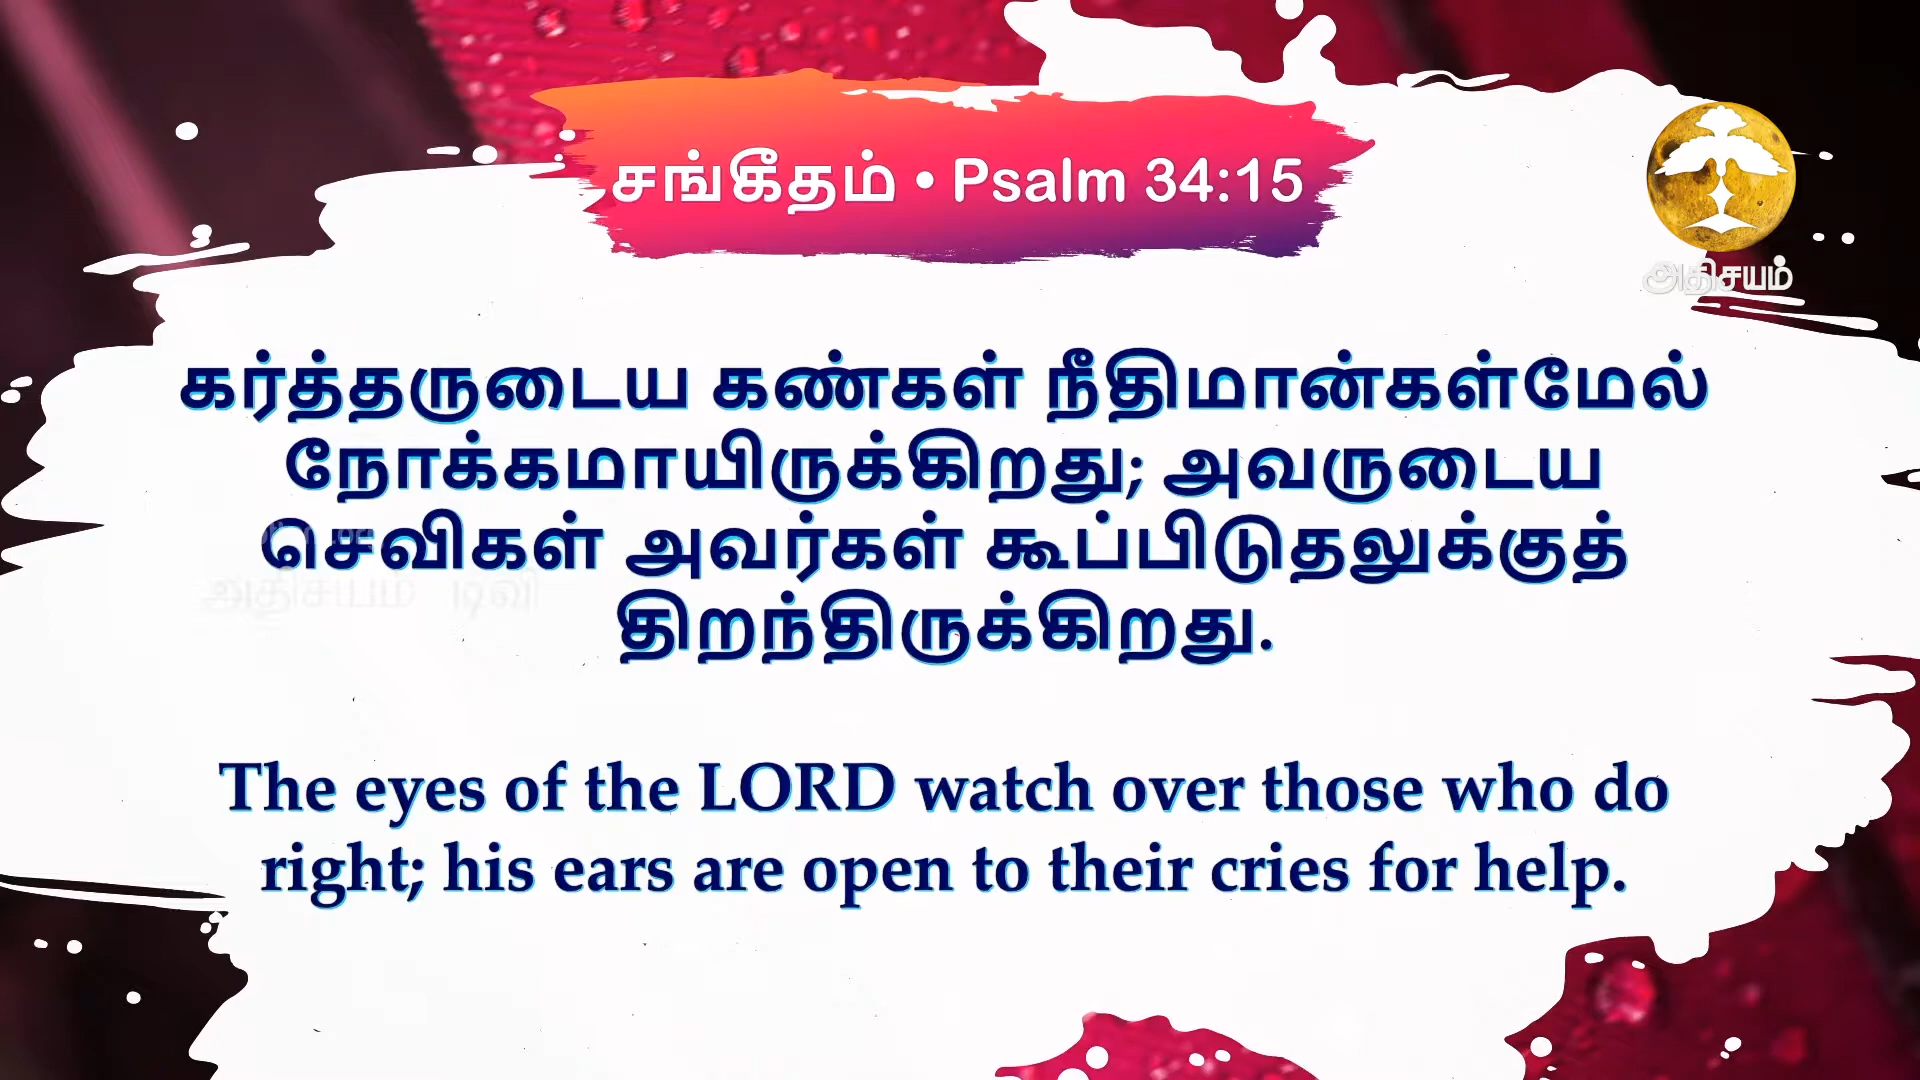 சங்கீதம் • Psalm 34:15
அதிசயம்
கர்த்தருடைய கண்கள் நீதிமான்கள்மேல்
நோக்கமாயிருக்கிறது; அவருடைய
செவிகள் அவர்கள் கூப்பிடுதலுக்குத்
அதிசயம் டிவி
திறந்திருக்கிறது.
The eyes of the LORD watch over those who do
right; his ears are open to their cries for help.